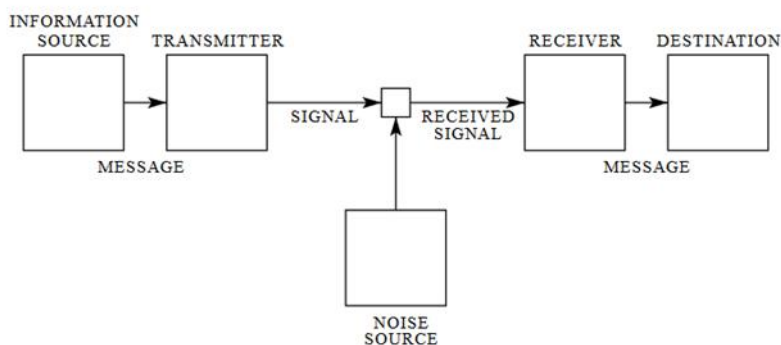 INFORMATION
SOURCE
TRANSMITTER
RECEIVER
DESTINATION
SIGNAL
RECEIVED
SIGNAL
MESSAGE
MESSAGE
NOISE
SOURCE